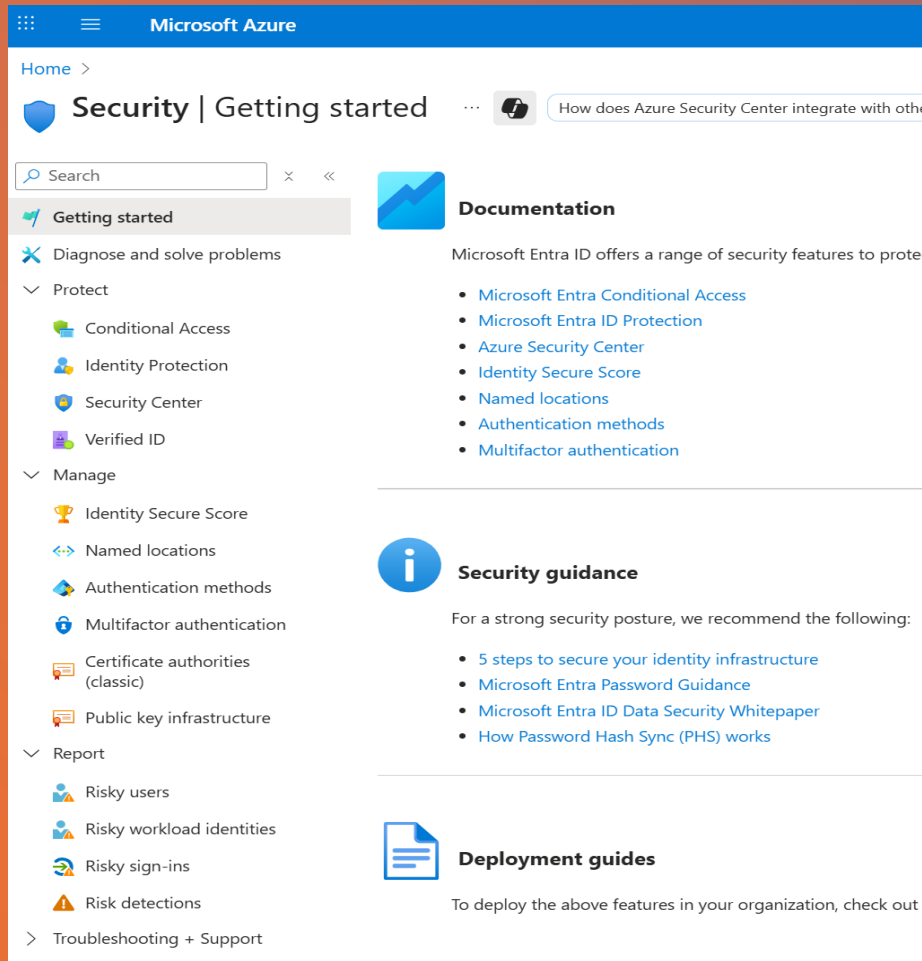 Microsoft Azure
Home >
Security | Getting started
...
How does Azure Security Center integrate with othe
Search
Getting started
Diagnose and solve problems
Protect
Conditional Access
Identity Protection
Security Center
Verified ID
Manage
Identity Secure Score
Named locations
Authentication methods
Multifactor authentication
Certificate authorities
(classic)
Public key infrastructure
Report
Risky users
Risky workload identities
Risky sign-ins
Risk detections
Troubleshooting + Support
Documentation
Microsoft Entra ID offers a range of security features to prote
• Microsoft Entra Conditional Access
• Microsoft Entra ID Protection
• Azure Security Center
• Identity Secure Score
• Named locations
• Authentication methods
• Multifactor authentication
Security guidance
For a strong security posture, we recommend the following:
• 5 steps to secure your identity infrastructure
• Microsoft Entra Password Guidance
• Microsoft Entra ID Data Security Whitepaper
• How Password Hash Sync (PHS) works
Deployment guides
To deploy the above features in your organization, check out